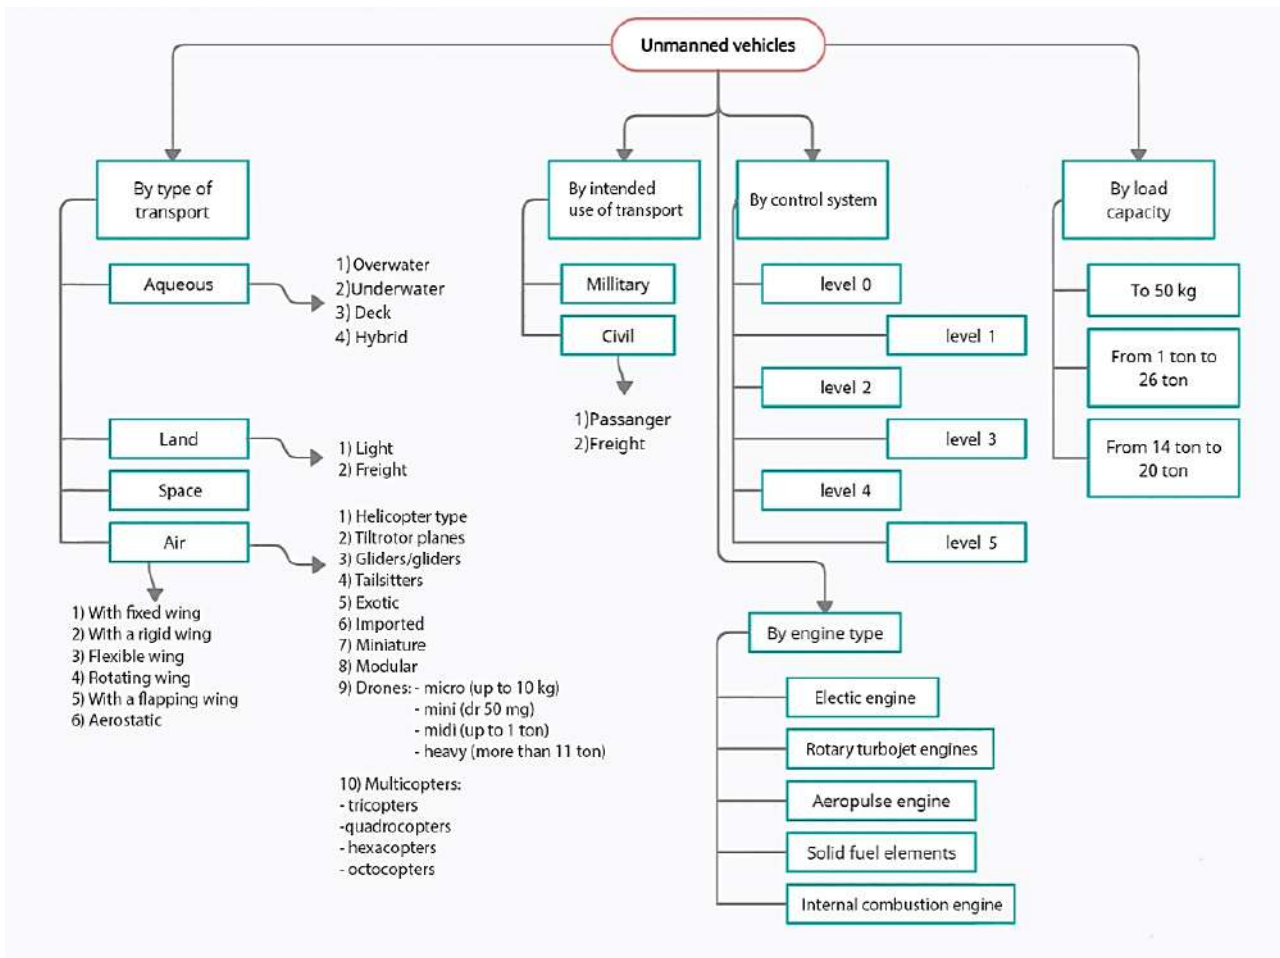 Unmanned vehicles
By type of
transport
Aqueous
1) Overwater
2)Underwater
3) Deck
4) Hybrid
Land
1) Light
2) Freight
Space
Air
1) With fixed wing
2) With a rigid wing
3) Flexible wing
4) Rotating wing
5) With a flapping wing
6) Aerostatic
1) Helicopter type
2) Tiltrotor planes
3) Gliders/gliders
4) Tailsitters
5) Exotic
6) Imported
7) Miniature
8) Modular
9) Drones: - micro (up to 10 kg)
- mini (dr 50 mg)
- midi (up to 1 ton)
- heavy (more than 11 ton)
10) Multicopters:
- tricopters
-quadrocopters
- hexacopters
- octocopters
By intended
use of transport
Millitary
Civil
1)Passanger
2)Freight
By control system
level 0
level 1
level 2
level 3
level 4
level 5
By engine type
Electic engine
Rotary turbojet engines
Aeropulse engine
Solid fuel elements
Internal combustion engine
By load
capacity
To 50 kg
From 1 ton to
26 ton
From 14 ton to
20 ton